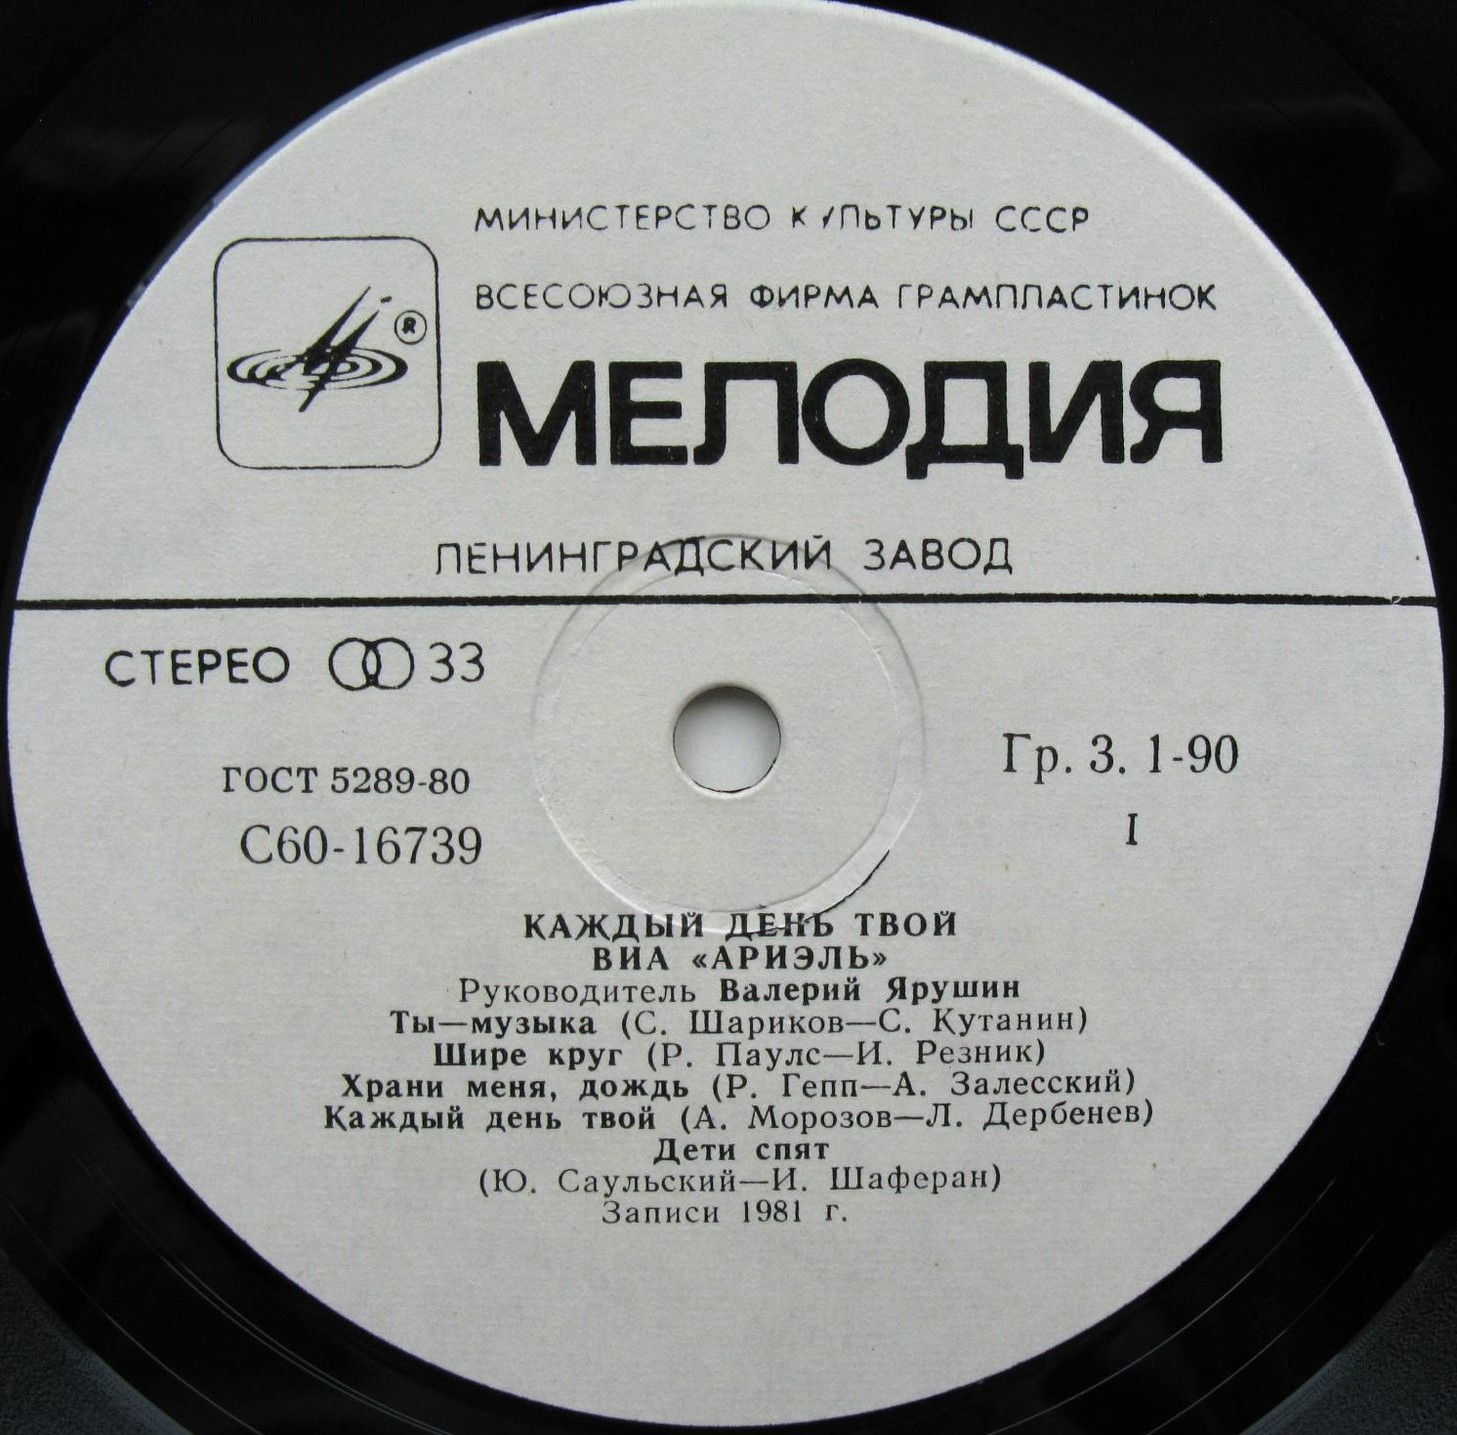 МИНИСТЕРСТВО КУЛЬТУРЫ СССР
ВСЕСОЮЗНАЯ ФИРМА ГРАМПЛАСТИНОК
®
МЕЛОДИЯ
ЛЕНИНГРАДСКИЙ ЗАВОД
СТЕРЕО 33
ГОСТ 5289-80
Гр. 3. 1-90
С60-16739
I
КАЖДЫЙ ДЕНЬ ТВОЙ
ВИА «АРИЭЛЬ»
Руководитель Валерий Ярушин
Ты—музыка (С. Шариков—С. Кутанин)
Шире круг (Р. Паулс—И. Резник)
Храни меня, дождь (Р. Гепп—А. Залесский)
Каждый день твой (А. Морозов—Л. Дербенев)
Дети спят
(Ю. Саульский—И. Шаферан)
Записи 1981 г.